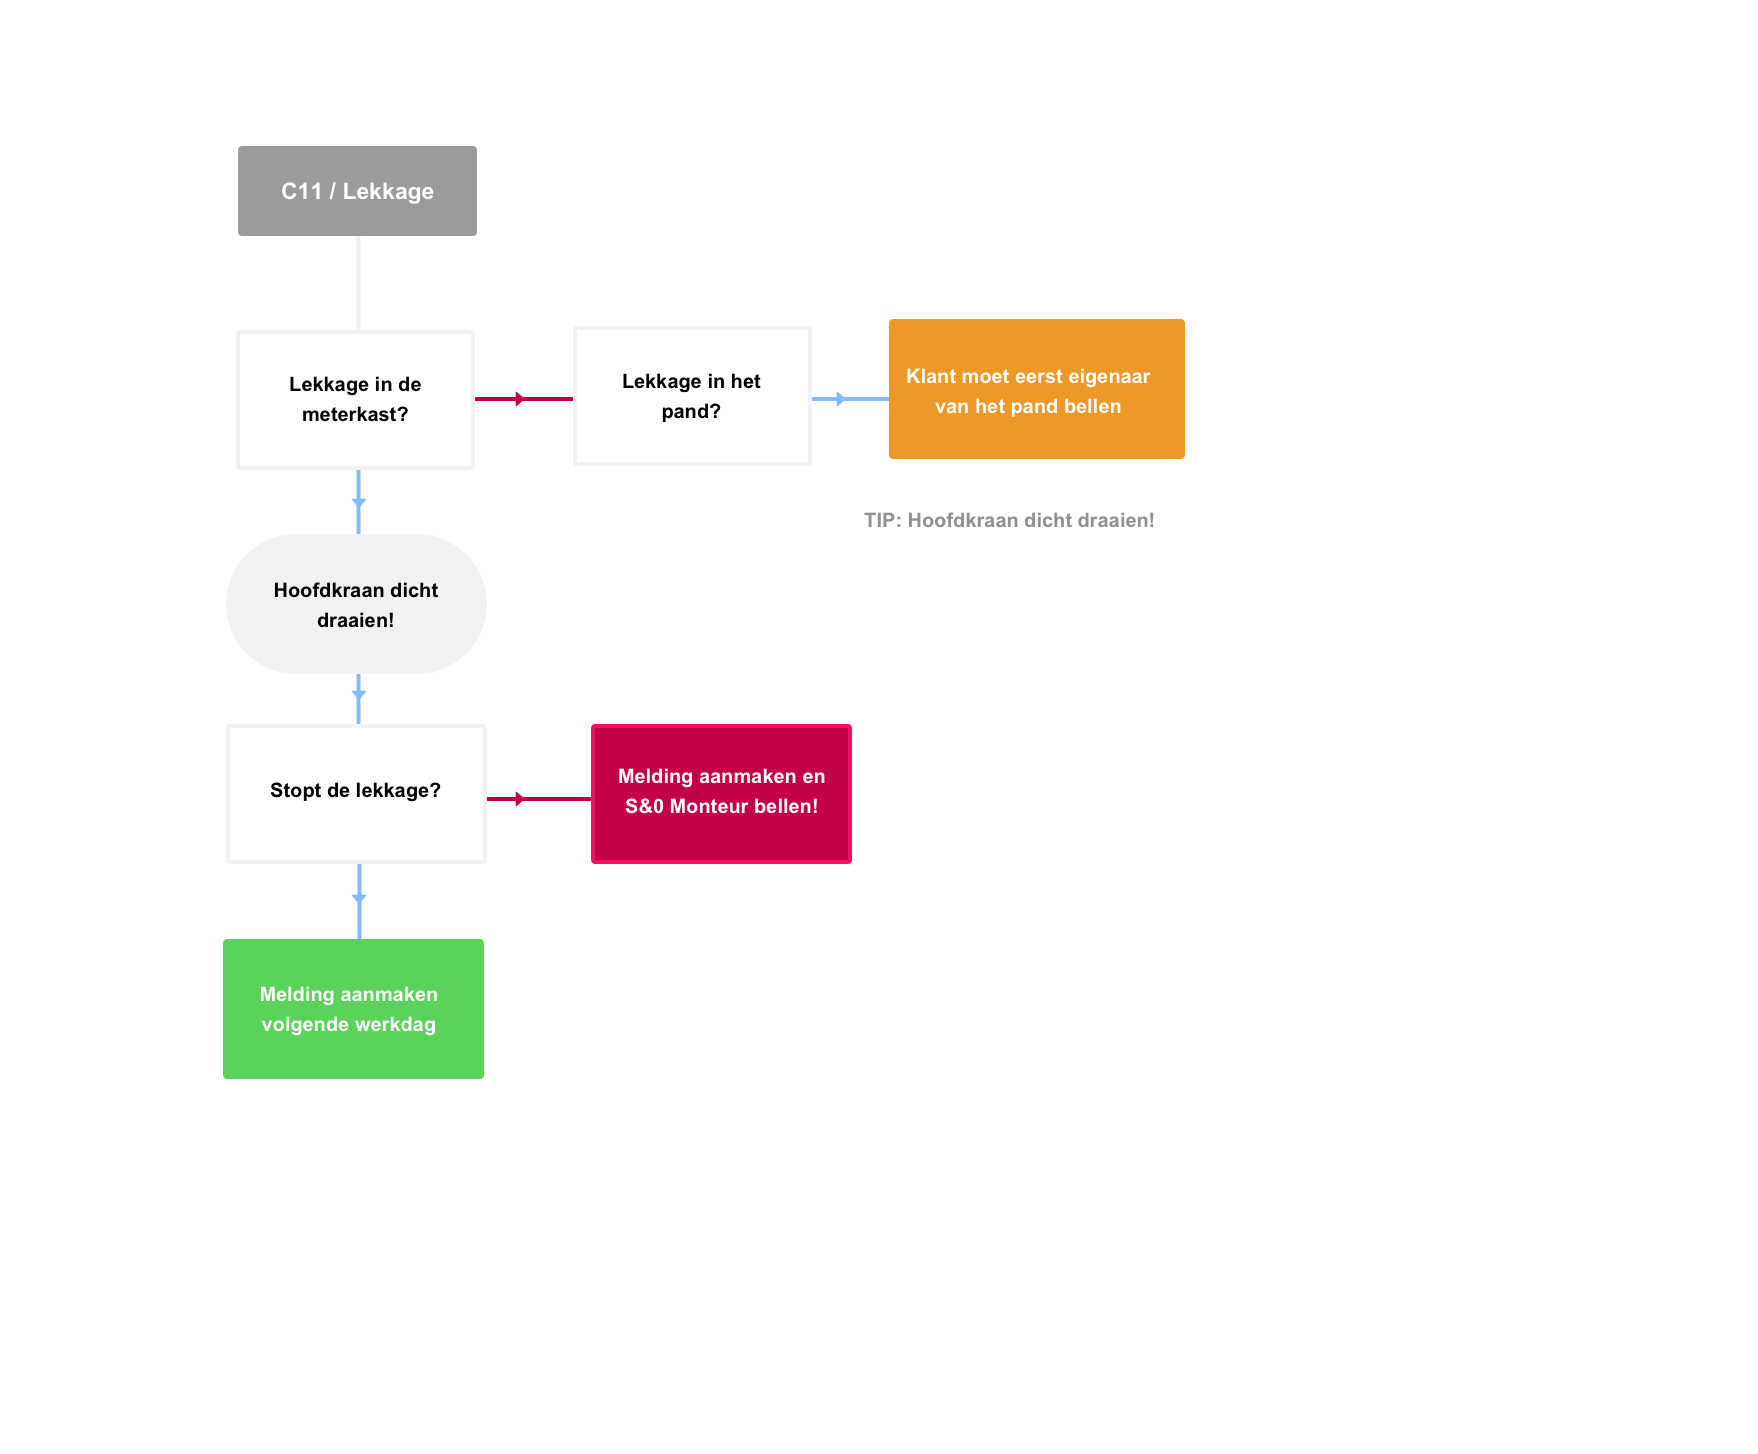 C11 / Lekkage
Lekkage in de
meterkast?
Lekkage in het
pand?
Klant moet eerst eigenaar
van het pand bellen
TIP: Hoofdkraan dicht draaien!
Hoofdkraan dicht
draaien!
Stopt de lekkage?
Melding aanmaken en
S&0 Monteur bellen!
Melding aanmaken
volgende werkdag